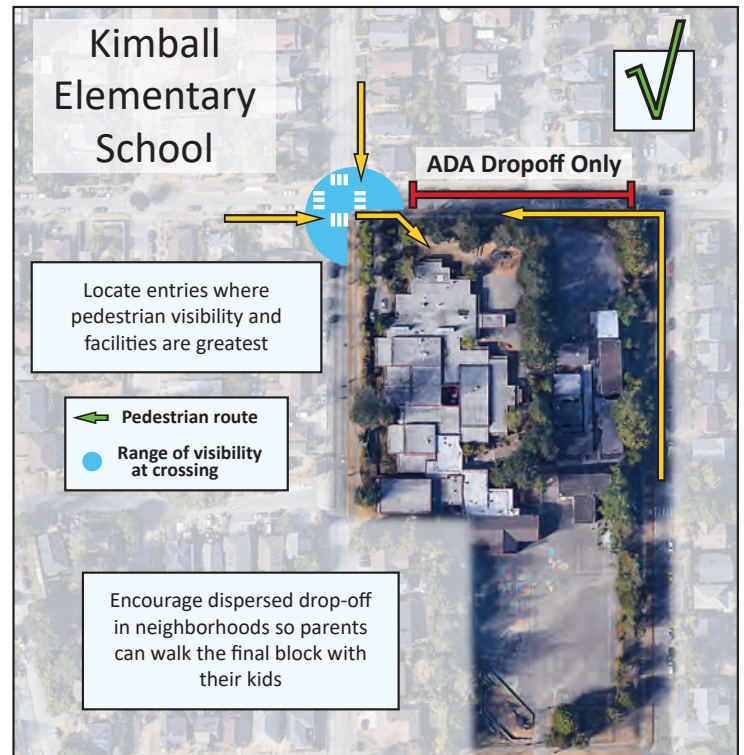 Kimball
Elementary
School
ADA Dropoff Only
Locate entries where
pedestrian visibility and
facilities are greatest
Pedestrian route
Range of visibility
at crossing
Encourage dispersed drop-off
in neighborhoods so parents
can walk the final block with
their kids